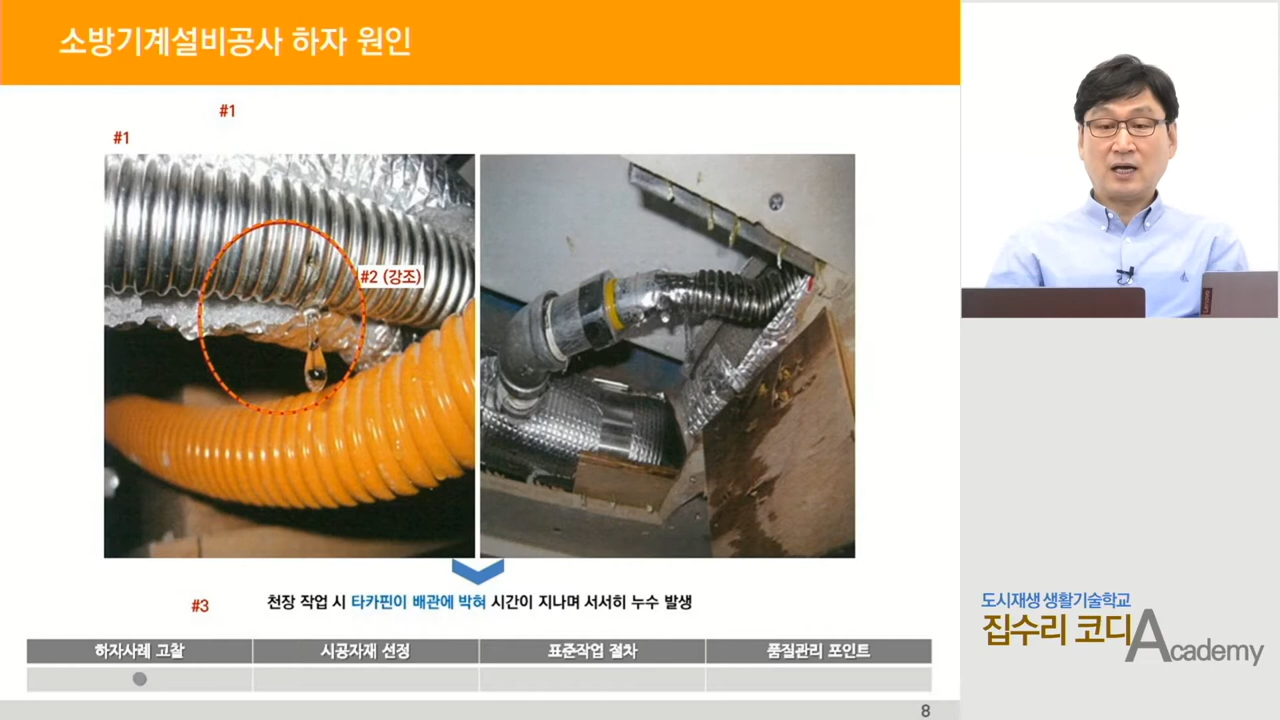 소방기계설비공사 하자 원인
#1
#1
#2 (강조)
#3
천장 작업 시 타카핀이 배관에 박혀 시간이 지나며 서서히 누수 발생
하자사례 고찰
시공자재 선정
표준작업 절차
품질관리 포인트
8
Lenovo
도시재생 생활기술학교
집수리 코디 Academy